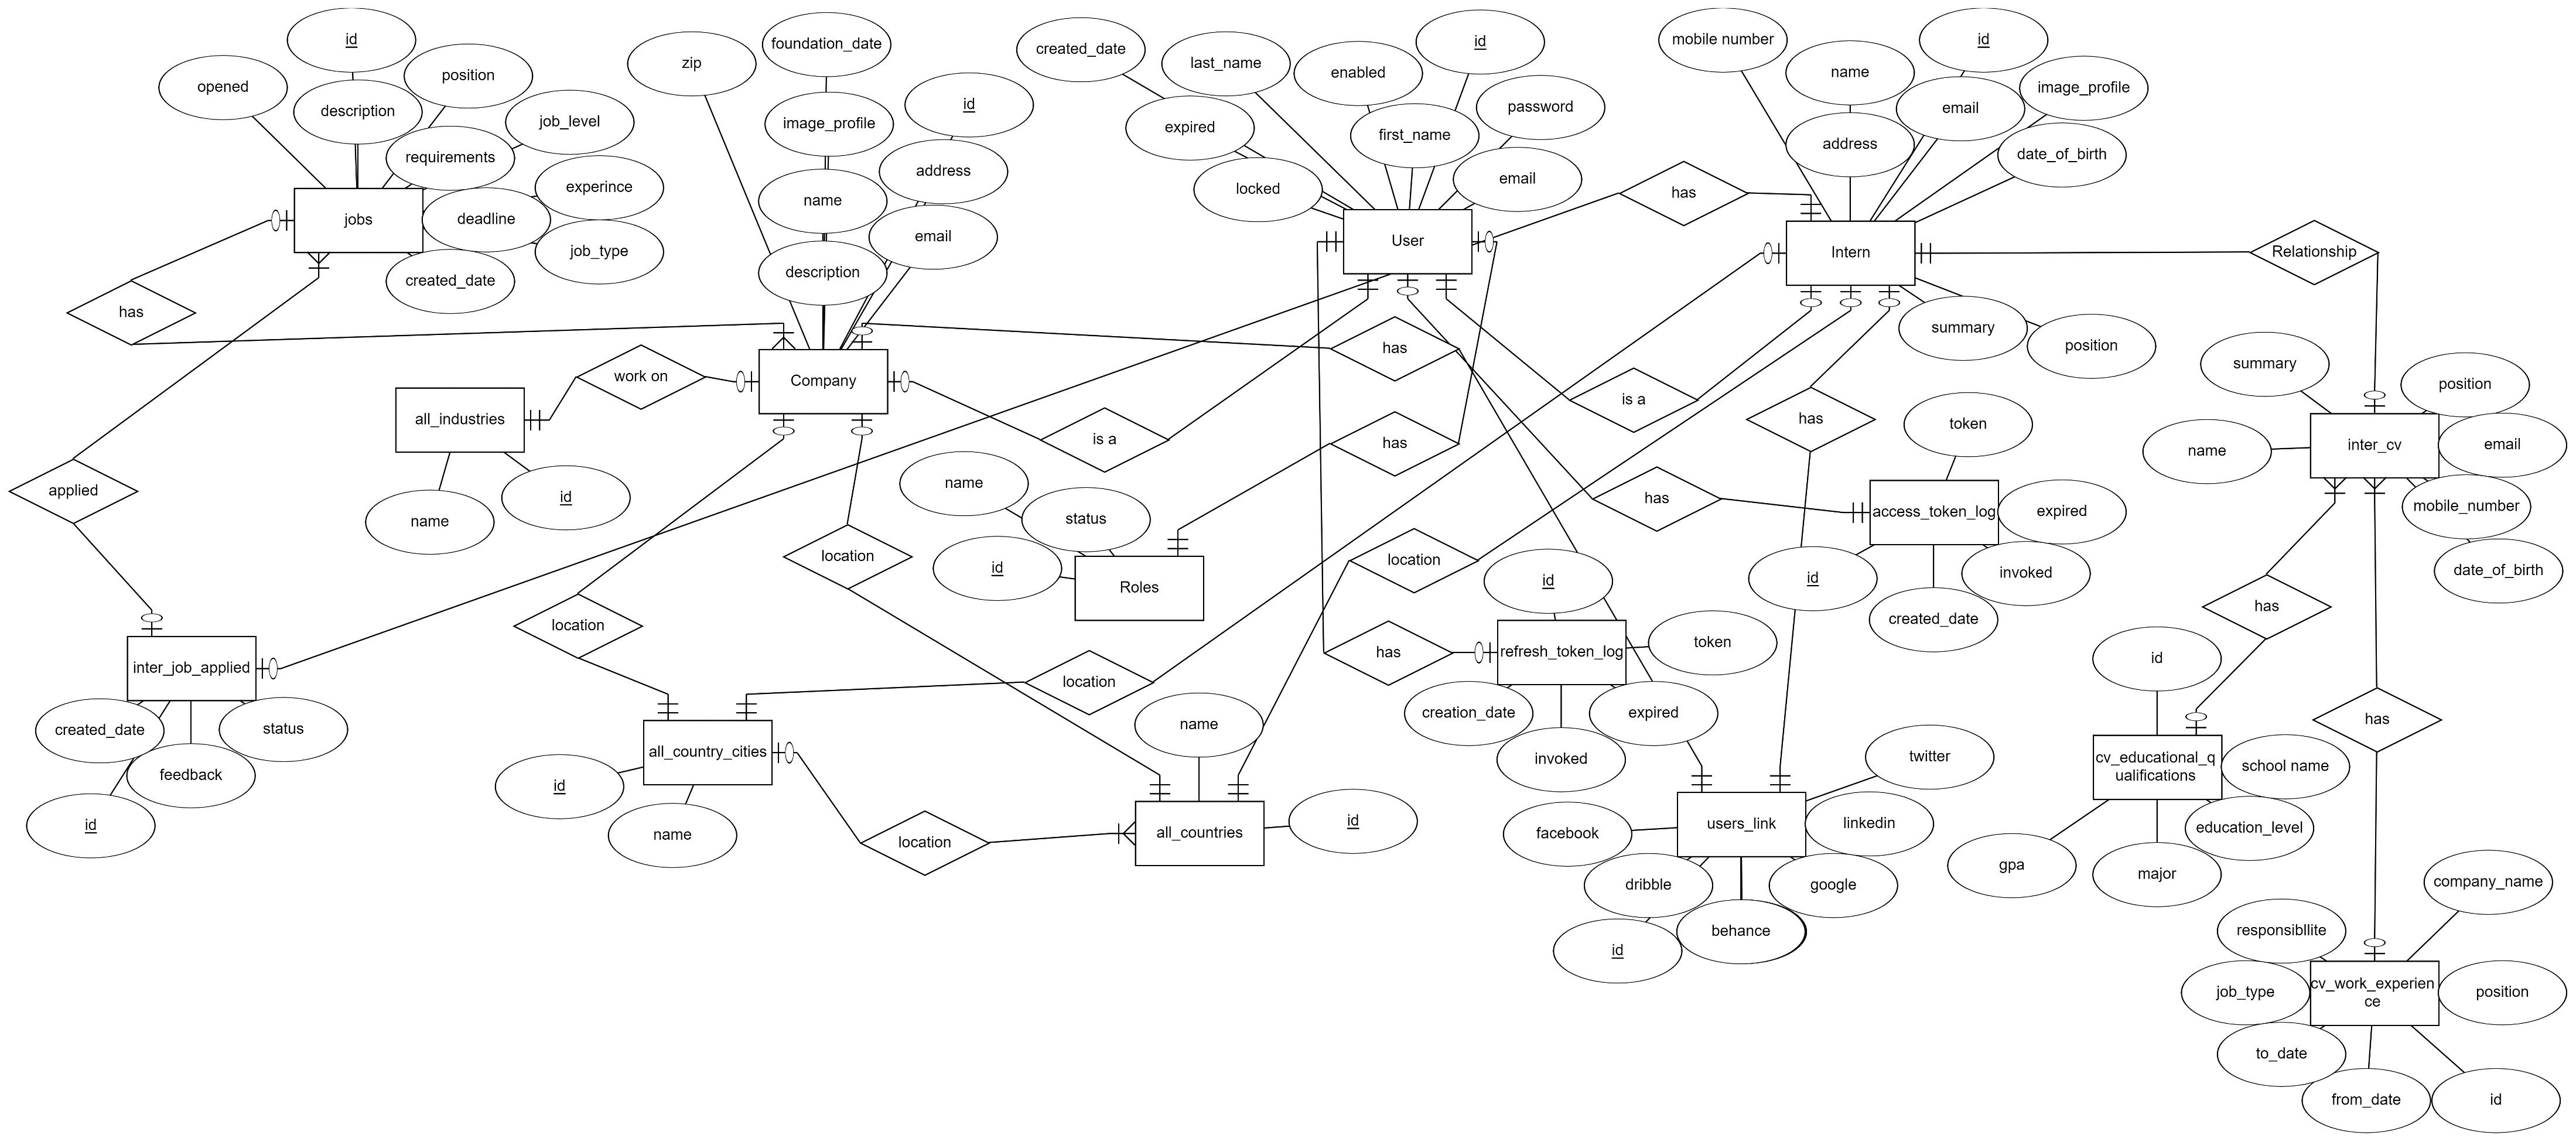 id
opened
description
position
job_level
requirements
experince
deadline
job_type
created_date
jobs
has
applied
inter_job_applied
created_date
feedback
status
id
zip
foundation_date
image_profile
id
address
name
email
description
Company
work on
all_industries
name
id
location
location
is a
all_country_cities
id
name
location
location
all_countries
name
id
name
status
id
Roles
has
has
created_date
last_name
enabled
id
expired
first_name
password
locked
email
User
has
is a
has
location
has
id
refresh_token_log
token
creation_date
expired
invoked
mobile number
name
id
address
email
image_profile
date_of_birth
Intern
summary
position
has
token
access_token_log
expired
id
invoked
created_date
twitter
users_link
facebook
linkedin
dribble
google
behance
id
Relationship
summary
position
name
inter_cv
email
mobile_number
date_of_birth
has
has
id
cv_educational_q
ualifications
school name
education_level
gpa
major
company_name
responsibllite
job_type
cv_work_experien
ce
position
to_date
from_date
id